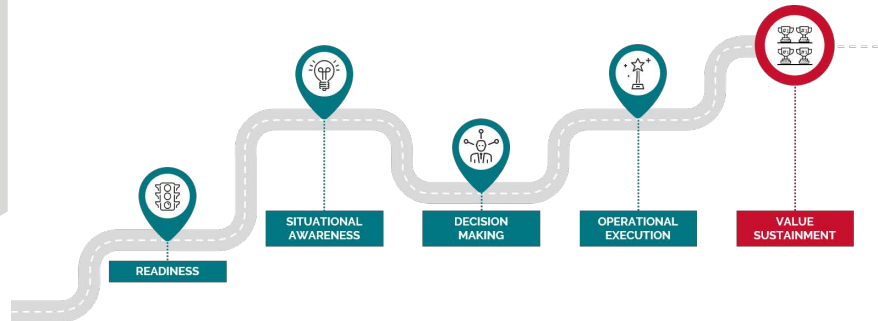 READINESS
SITUATIONAL
AWARENESS
DECISION
MAKING
OPERATIONAL
EXECUTION
VALUE
SUSTAINMENT